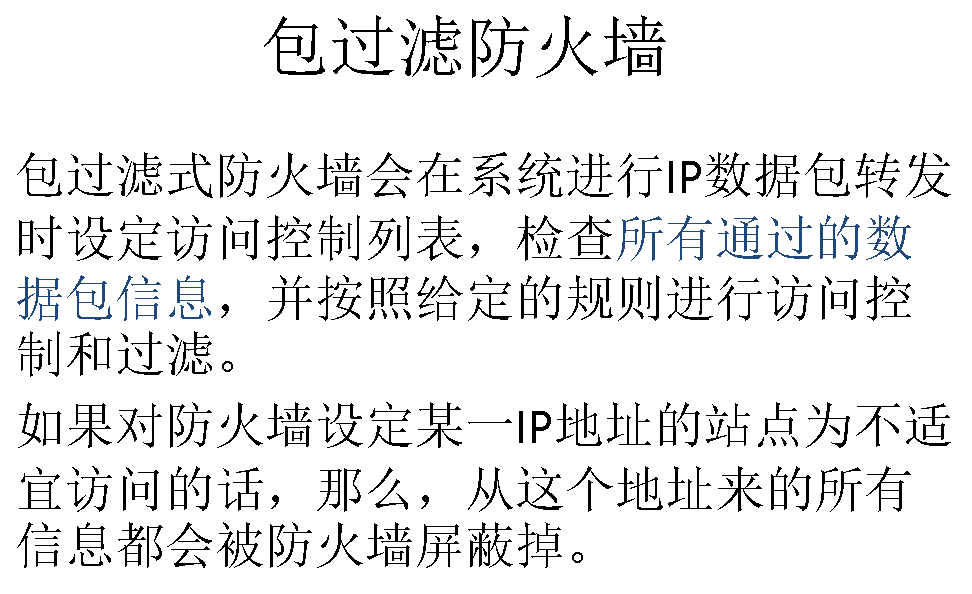 包过滤防火墙
包过滤式防火墙会在系统进行IP数据包转发
时设定访问控制列表，检查所有通过的数
据包信息，并按照给定的规则进行访问控
制和过滤。
如果对防火墙设定某一IP地址的站点为不适
宜访问的话，那么，从这个地址来的所有
信息都会被防火墙屏蔽掉。